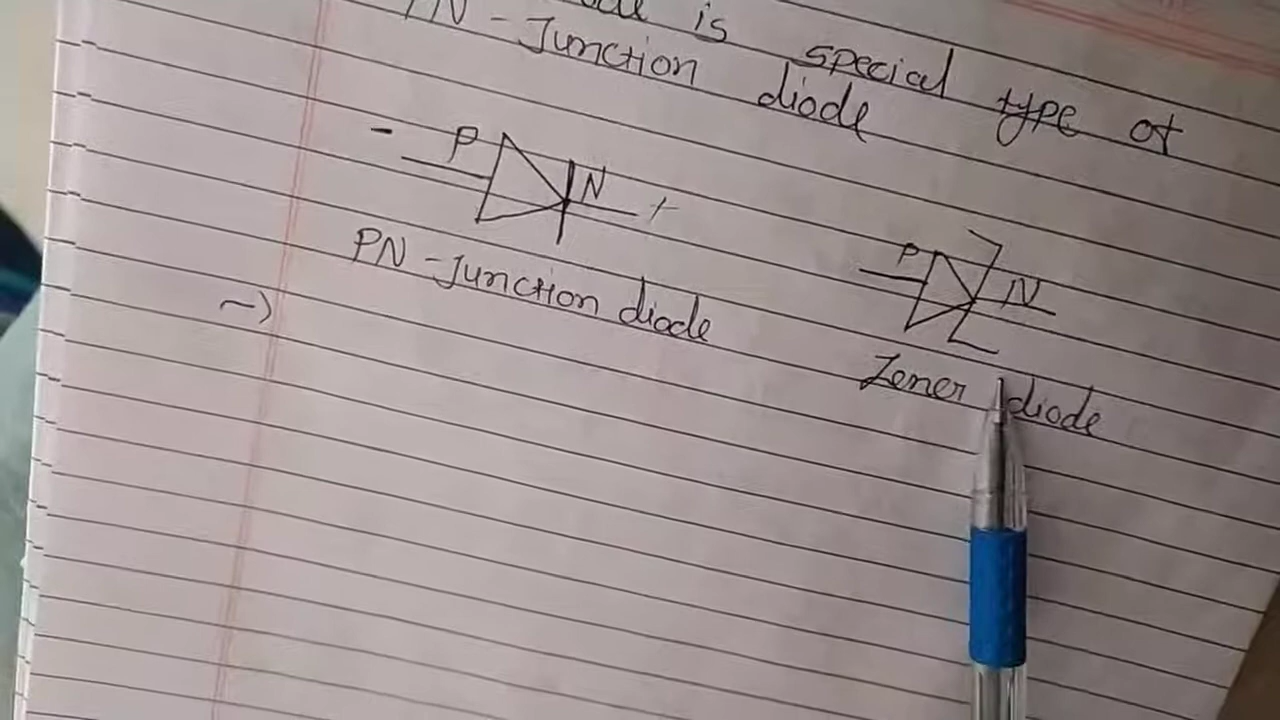 is special type of
PN - Junction diode
- P N +
PN - Junction diode
P N
Zener diode